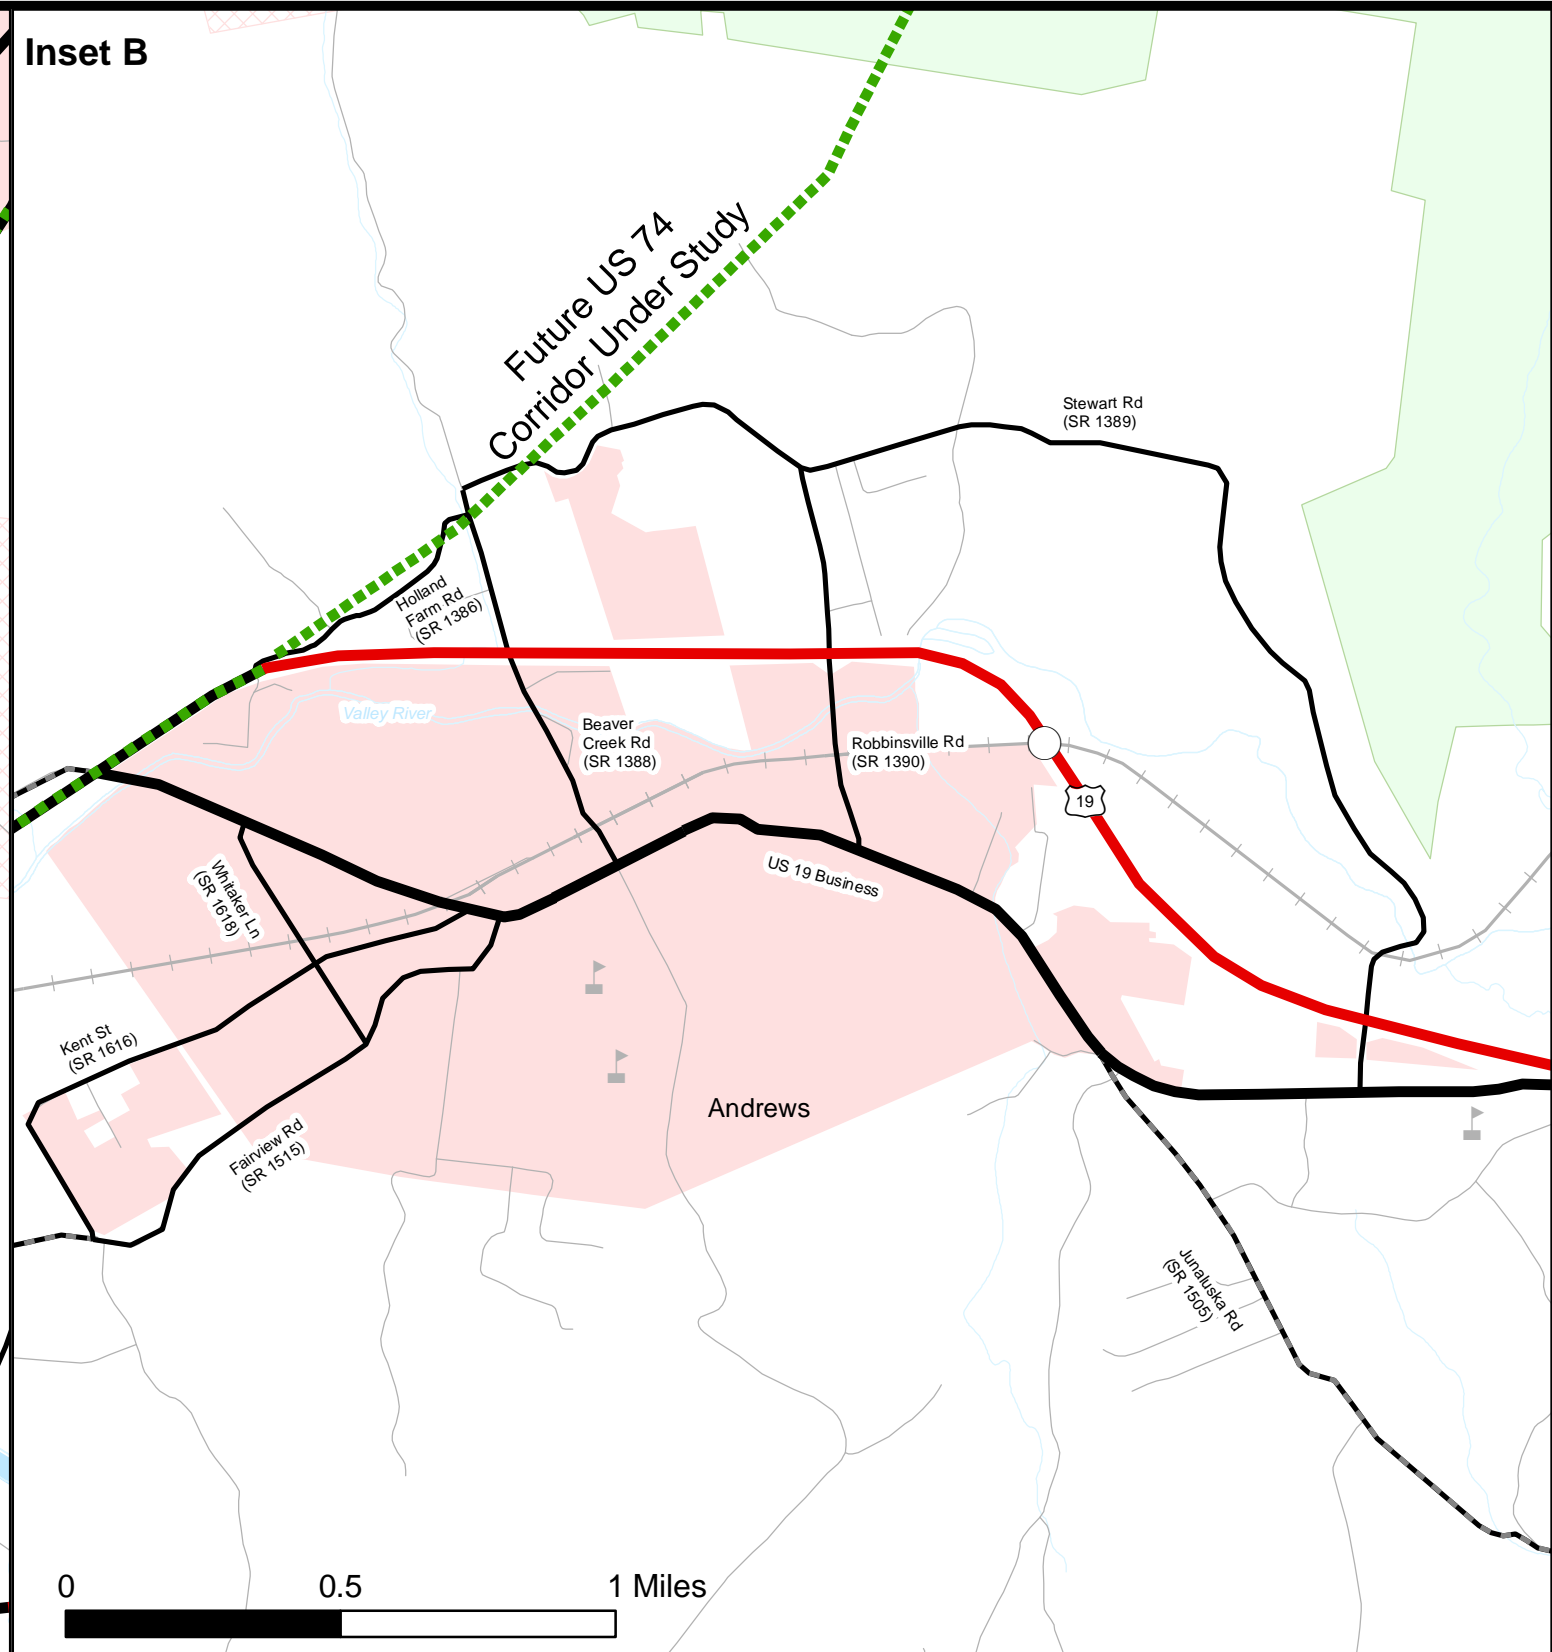 Inset B
Future US 74
Corridor Under Study
Stewart Rd
(SR 1389)
Holland
Farm Rd
(SR 1386)
Valley River
Beaver
Creek Rd
(SR 1388)
Robbinsville Rd
(SR 1390)
19
US 19 Business
Whitaker Ln
(SR 1618)
Kent St
(SR 1616)
Andrews
Fairview Rd
(SR 1515)
Junaluska Rd
(SR 1505)
0 0.5 1 Miles